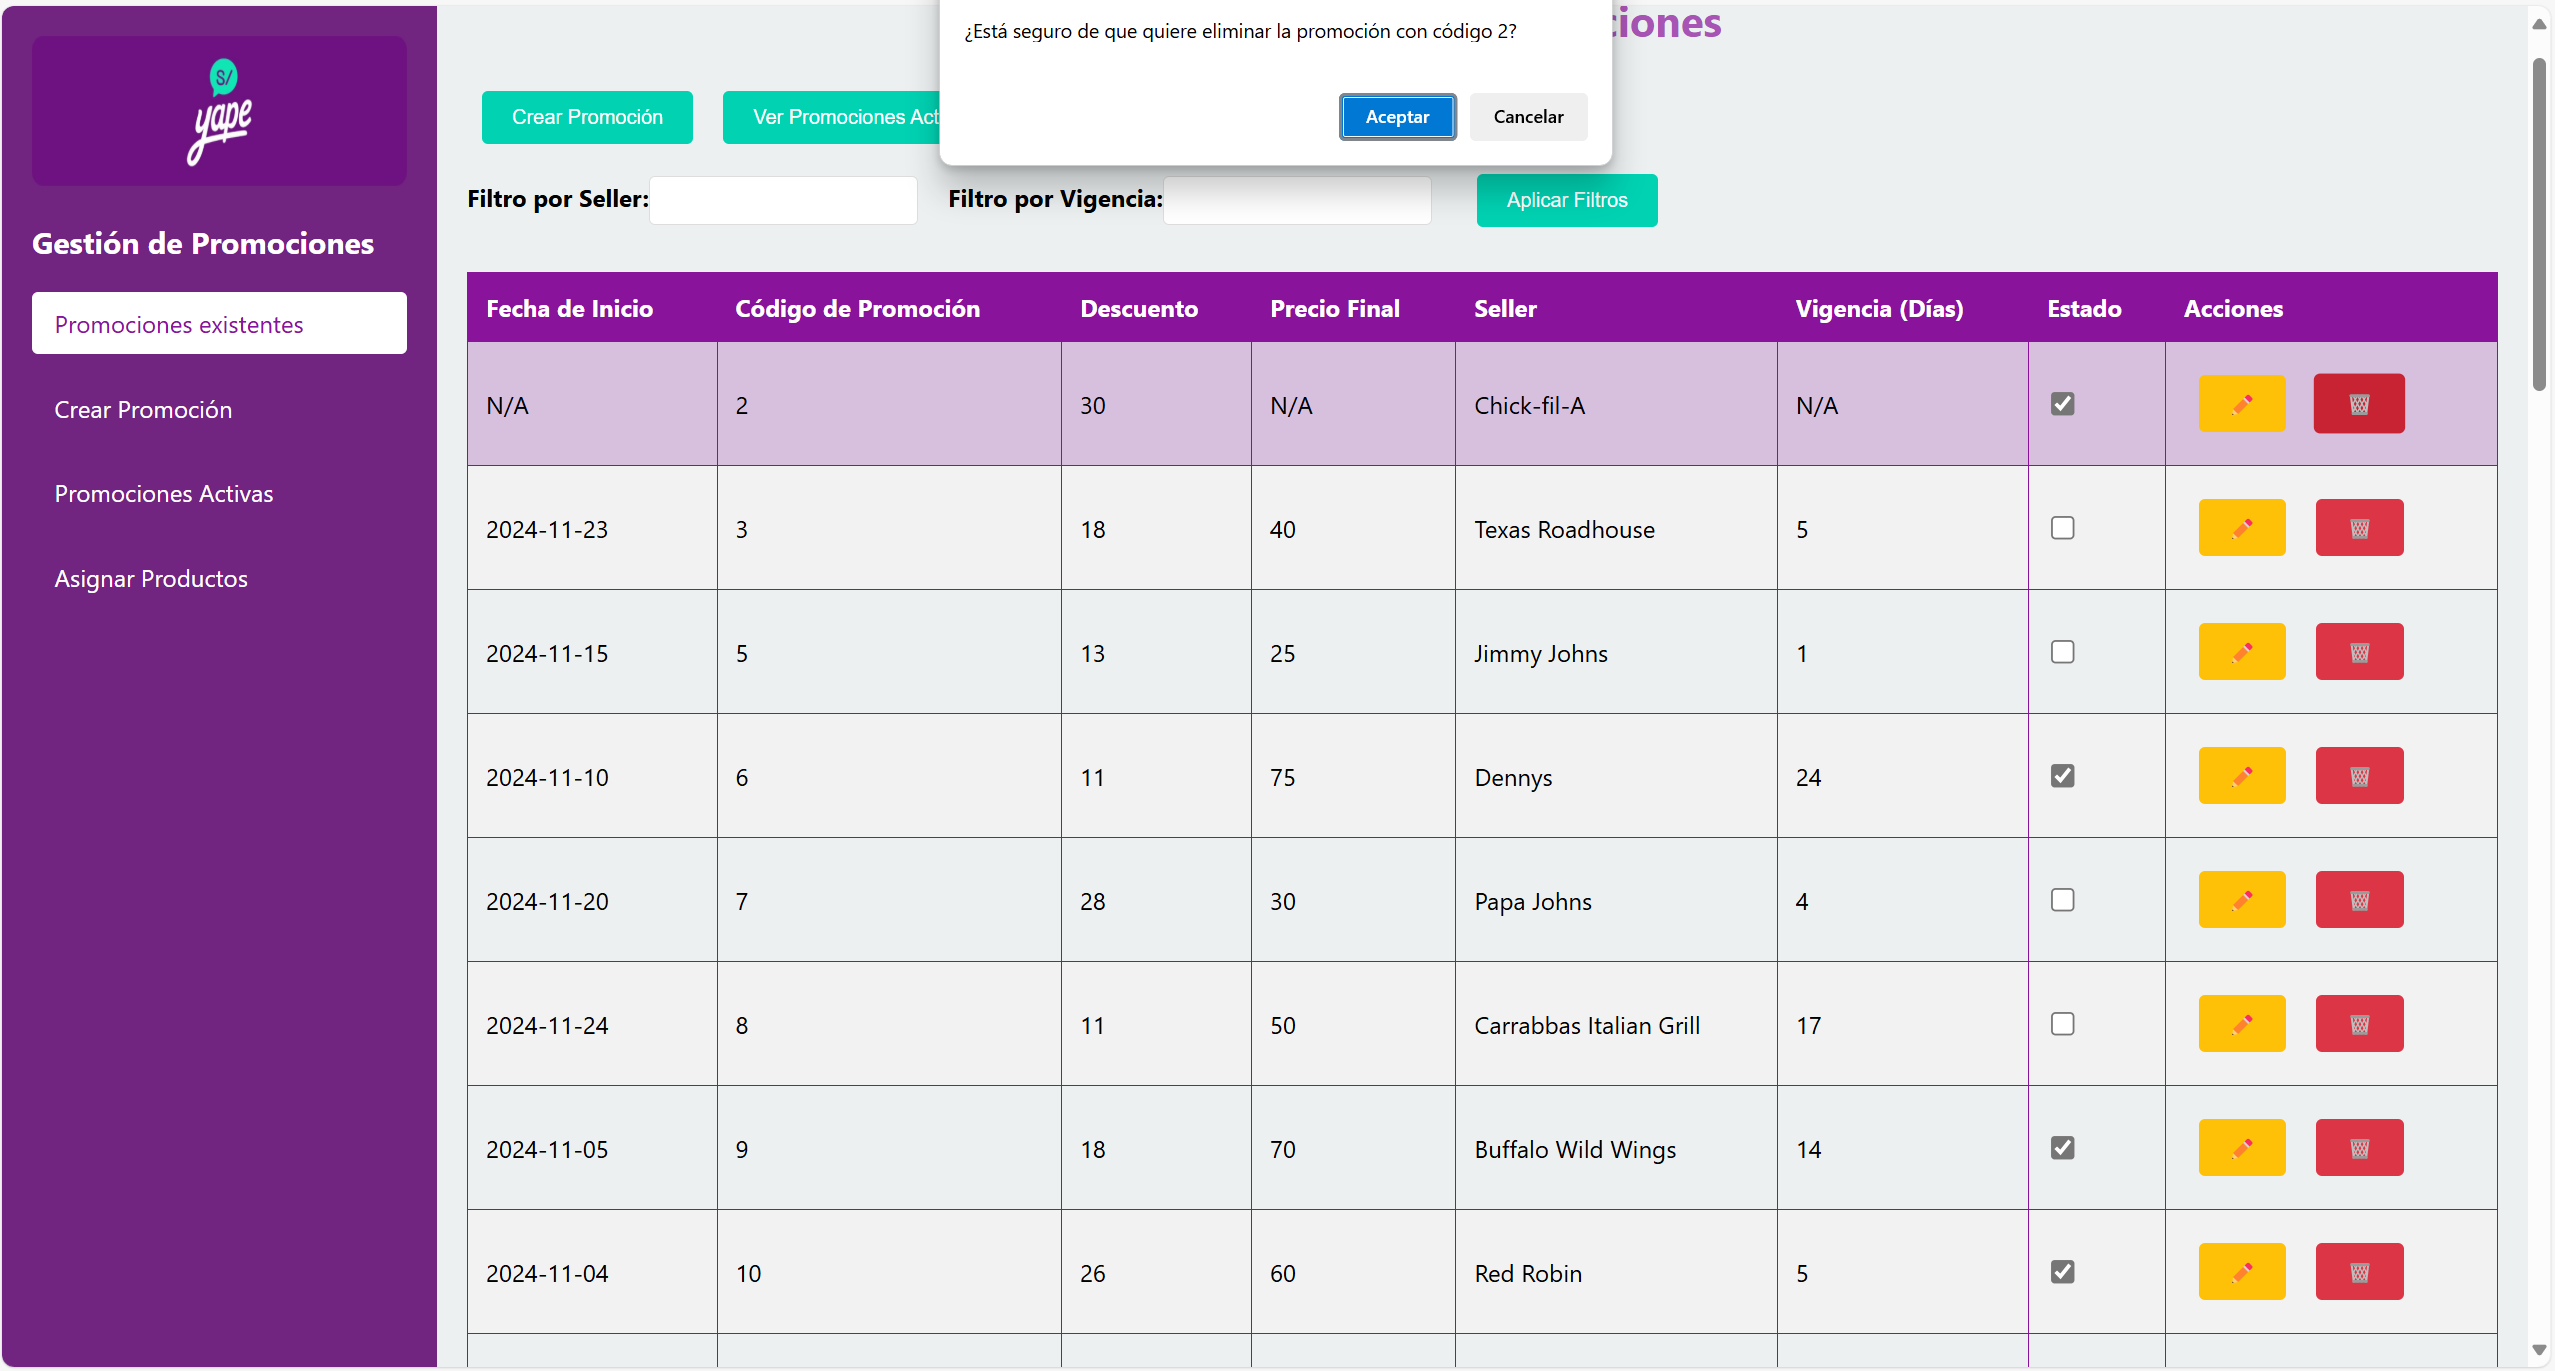 ¿Está seguro de que quiere eliminar la promoción con código 2?
Aceptar Cancelar
S/
yape
Gestión de Promociones
Promociones existentes
Crear Promoción
Promociones Activas
Asignar Productos
Crear Promoción Ver Promociones Act
Filtro por Seller: Filtro por Vigencia: Aplicar Filtros
Fecha de Inicio Código de Promoción Descuento Precio Final Seller Vigencia (Días) Estado Acciones
N/A 2 30 N/A Chick-fil-A N/A
2024-11-23 3 18 40 Texas Roadhouse 5
2024-11-15 5 13 25 Jimmy Johns 1
2024-11-10 6 11 75 Dennys 24
2024-11-20 7 28 30 Papa Johns 4
2024-11-24 8 11 50 Carrabbas Italian Grill 17
2024-11-05 9 18 70 Buffalo Wild Wings 14
2024-11-04 10 26 60 Red Robin 5